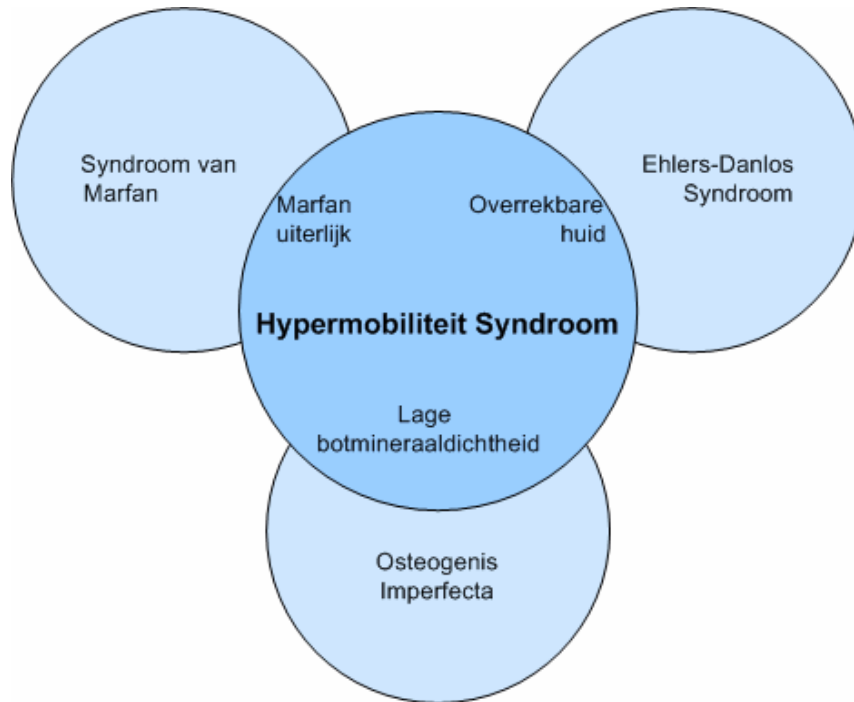 Syndroom van
Marfan
Ehlers-Danlos
Syndroom
Marfan
uiterlijk
Overrekbare
huid
Hypermobiliteit Syndroom
Lage
botmineraaldichtheid
Osteogenis
Imperfecta